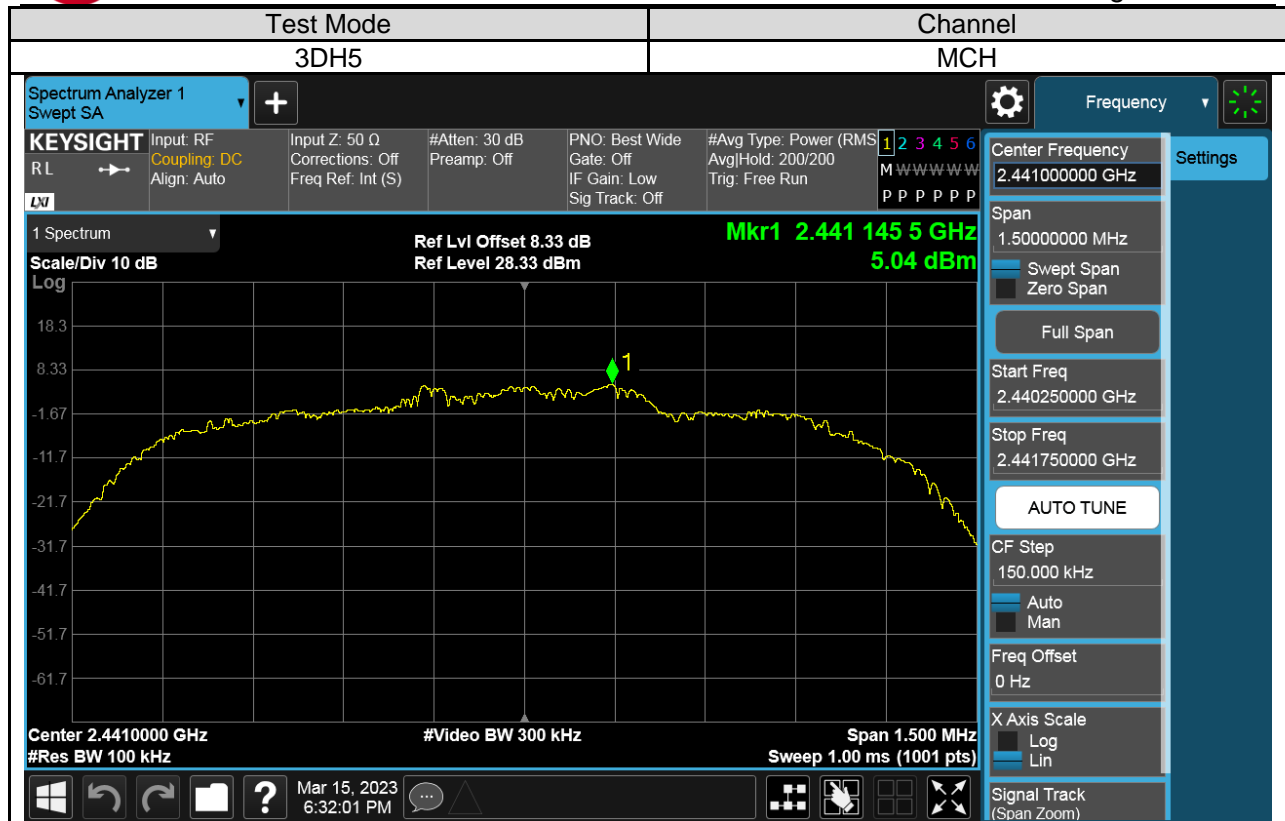 Test Mode Channel
3DH5 MCH
Spectrum Analyzer 1
Swept SA
+
Frequency
KEYSIGHT Input: RF Input Z: 50 Ω #Atten: 30 dB PNO: Best Wide #Avg Type: Power (RMS 1 2 3 4 5 6
RL Coupling: DC Corrections: Off Preamp: Off Gate: Off Avg|Hold: 200/200 M W W W W W
Align: Auto Freq Ref: Int (S) IF Gain: Low Trig: Free Run
LXI Sig Track: Off P P P P P P
1 Spectrum Ref Lvl Offset 8.33 dB Mkr1 2.441 145 5 GHz
Scale/Div 10 dB Ref Level 28.33 dBm 5.04 dBm
Log
18.3
8.33
1
-1.67
-11.7
-21.7
-31.7
-41.7
-51.7
-61.7
Center 2.4410000 GHz #Video BW 300 kHz Span 1.500 MHz
#Res BW 100 kHz Sweep 1.00 ms (1001 pts)
Center Frequency
2.441000000 GHz
Settings
Span
1.50000000 MHz
Swept Span
Zero Span
Full Span
Start Freq
2.440250000 GHz
Stop Freq
2.441750000 GHz
AUTO TUNE
CF Step
150.000 kHz
Auto
Man
Freq Offset
0 Hz
X Axis Scale
Log
Lin
Signal Track
(Span Zoom)
?
Mar 15, 2023
6:32:01 PM